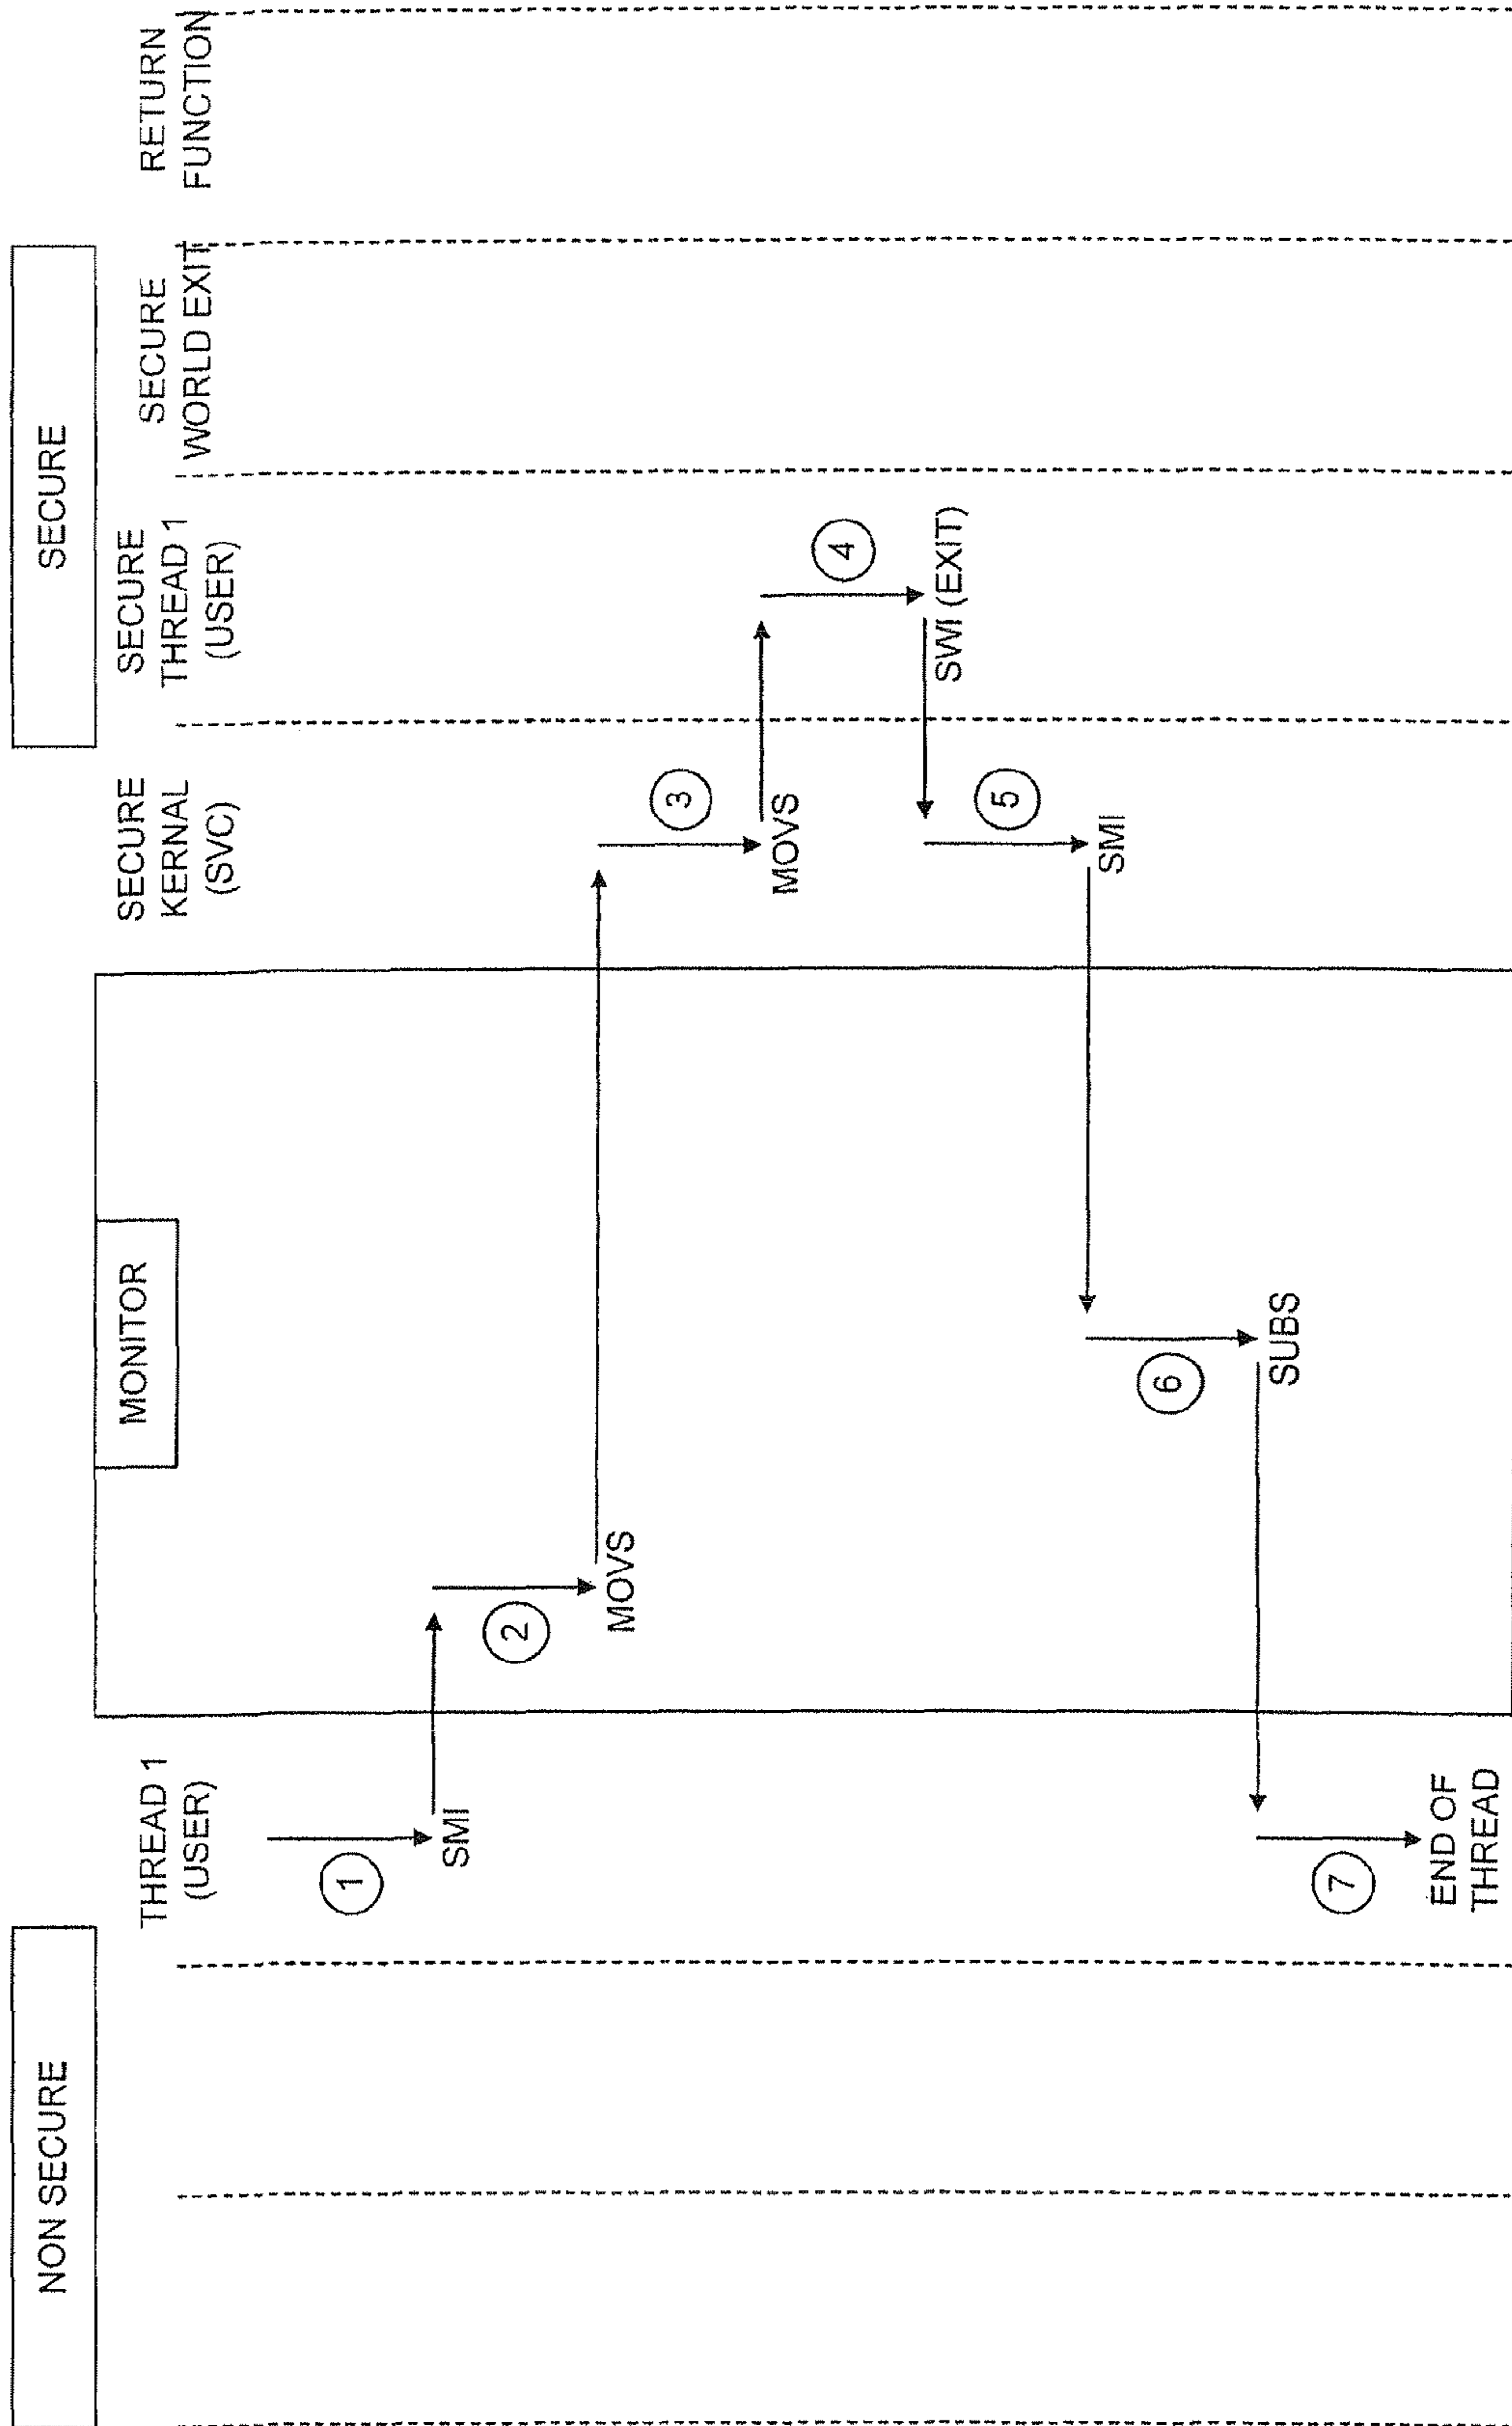 NON SECURE
SECURE
MONITOR
THREAD 1
(USER)
SECURE
KERNAL
(SVC)
SECURE
THREAD 1
(USER)
SECURE
WORLD EXIT
RETURN
FUNCTION
1
SMI
2
MOVS
3
MOVS
4
SWI (EXIT)
5
SMI
6
SUBS
7
END OF
THREAD